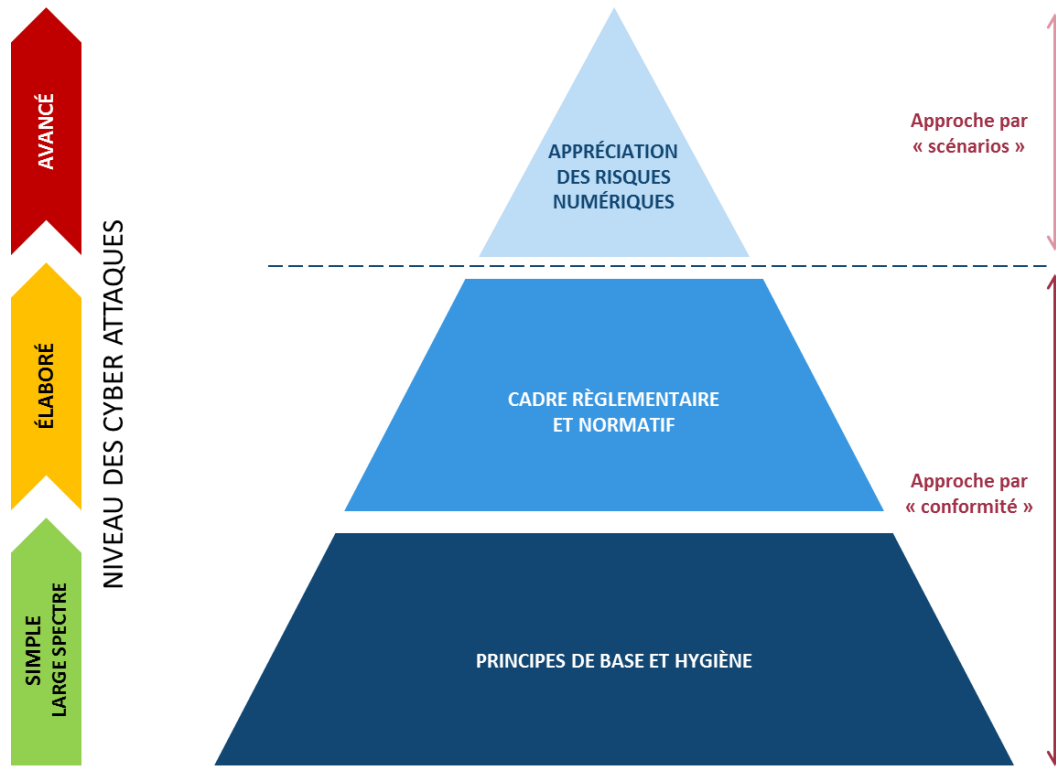 AVANCÉ
ÉLABORÉ
SIMPLE
LARGE SPECTRE
NIVEAU DES CYBER ATTAQUES
APPRÉCIATION
DES RISQUES
NUMÉRIQUES
CADRE RÈGLEMENTAIRE
ET NORMATIF
PRINCIPES DE BASE ET HYGIÈNE
Approche par
« scénarios »
Approche par
« conformité »